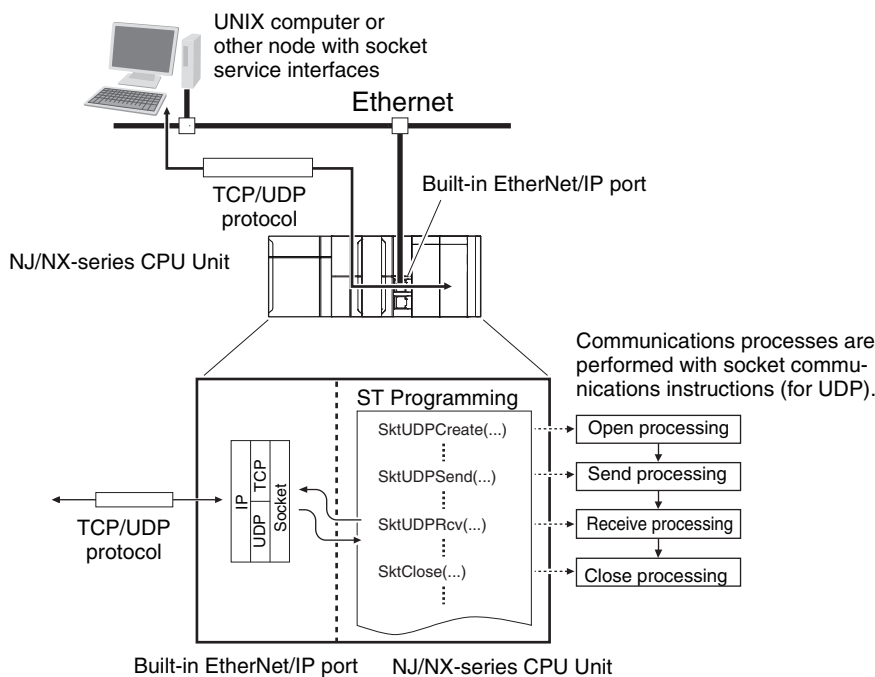 UNIX computer or
other node with socket
service interfaces
Ethernet
TCP/UDP
protocol
Built-in EtherNet/IP port
NJ/NX-series CPU Unit
Communications processes are
performed with socket commu-
nications instructions (for UDP).
ST Programming
SktUDPCreate(...)
Open processing
SktUDPSend(...)
Send processing
IP
UDP
TCP
Socket
SktUDPRcv(...)
Receive processing
TCP/UDP
protocol
SktClose(...)
Close processing
Built-in EtherNet/IP port
NJ/NX-series CPU Unit